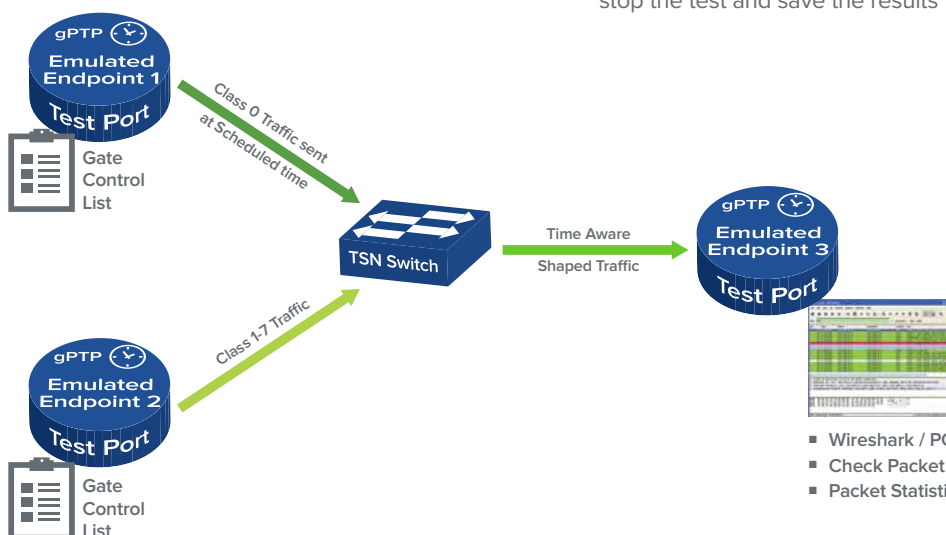 stop the test and save the results
gPTP
Emulated
Endpoint 1
Test Port
Gate
Control
List
Class 0 Traffic sent
at Scheduled time
TSN Switch
Time Aware
Shaped Traffic
gPTP
Emulated
Endpoint 3
Test Port
Class 1-7 Traffic
gPTP
Emulated
Endpoint 2
Test Port
Gate
Control
List
Wireshark /
Check Packet
Packet